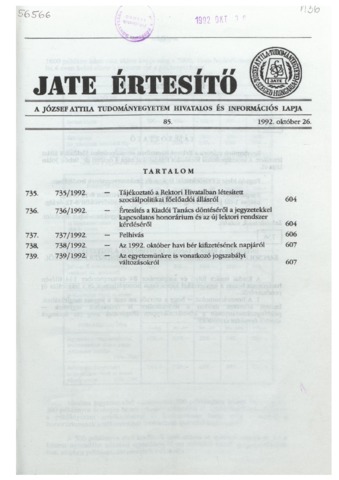 56566
1992 OKT 27
JATE ÉRTESÍTŐ
A JÓZSEF ATTILA TUDOMÁNYEGYETEM HIVATALOS ÉS INFORMÁCIÓS LAPJA
85. 1992. október 26.
TARTALOM
735. 735/1992. — Tájékoztató a Rektori Hivatalban létesített
szociálpolitikai főelőadói állásról 604
736. 736/1992. — Értesítés a Kiadói Tanács döntéséről a jegyzetekkel
kapcsolatos honorárium és az új lektori rendszer
kérdéséről 604
737. 737/1992. — Felhívás 606
738. 738/1992. — Az 1992. október havi bér kifizetésének napjáról 607
739. 739/1992. — Az egyetemünkre is vonatkozó jogszabályi
változásokról 607